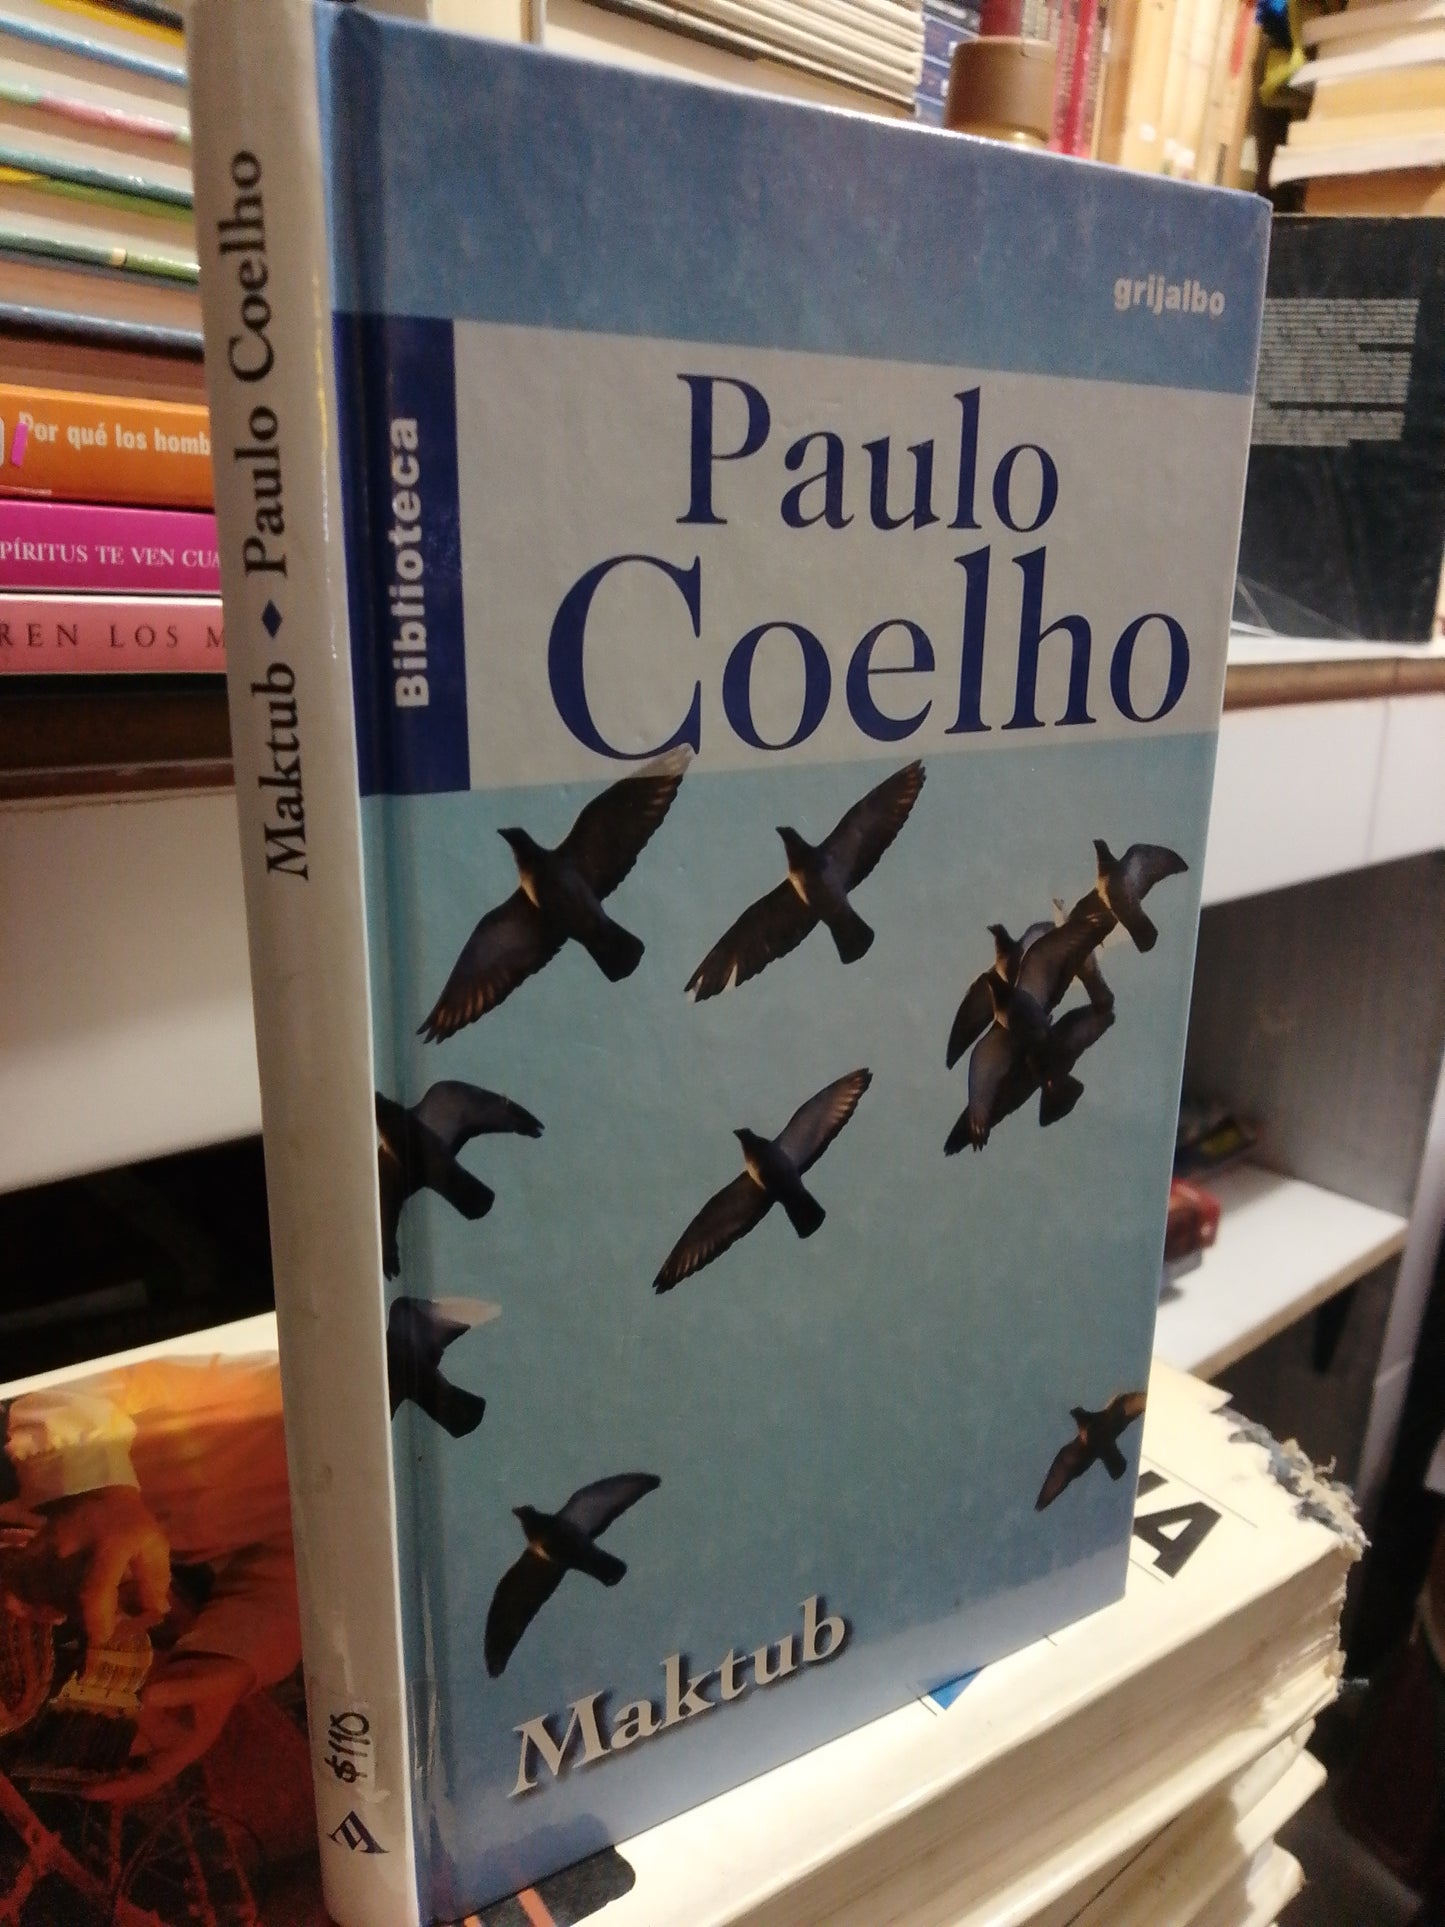 grijalbo
Biblioteca
Paulo
Coelho
Maktub
Maktub ♦ Paulo Coelho
$110
Por qué los homb
PÍRITUS TE VEN CUA
REN LOS M